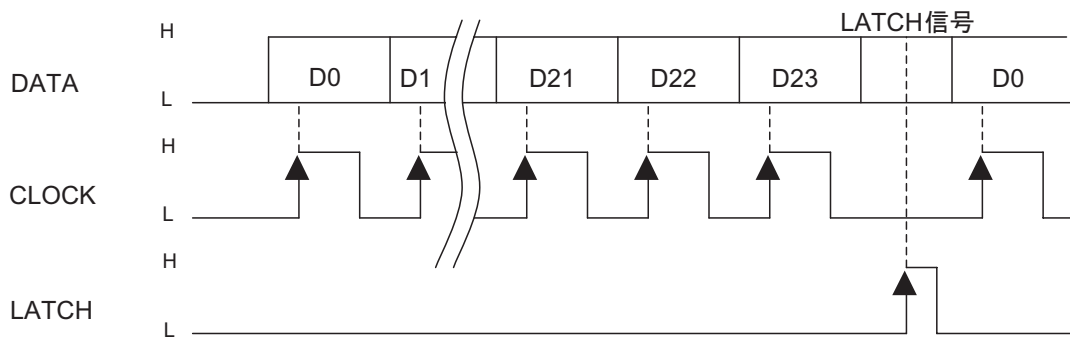 LATCH信号
H
DATA
D0
D1
D21
D22
D23
D0
L
H
CLOCK
L
H
LATCH
L